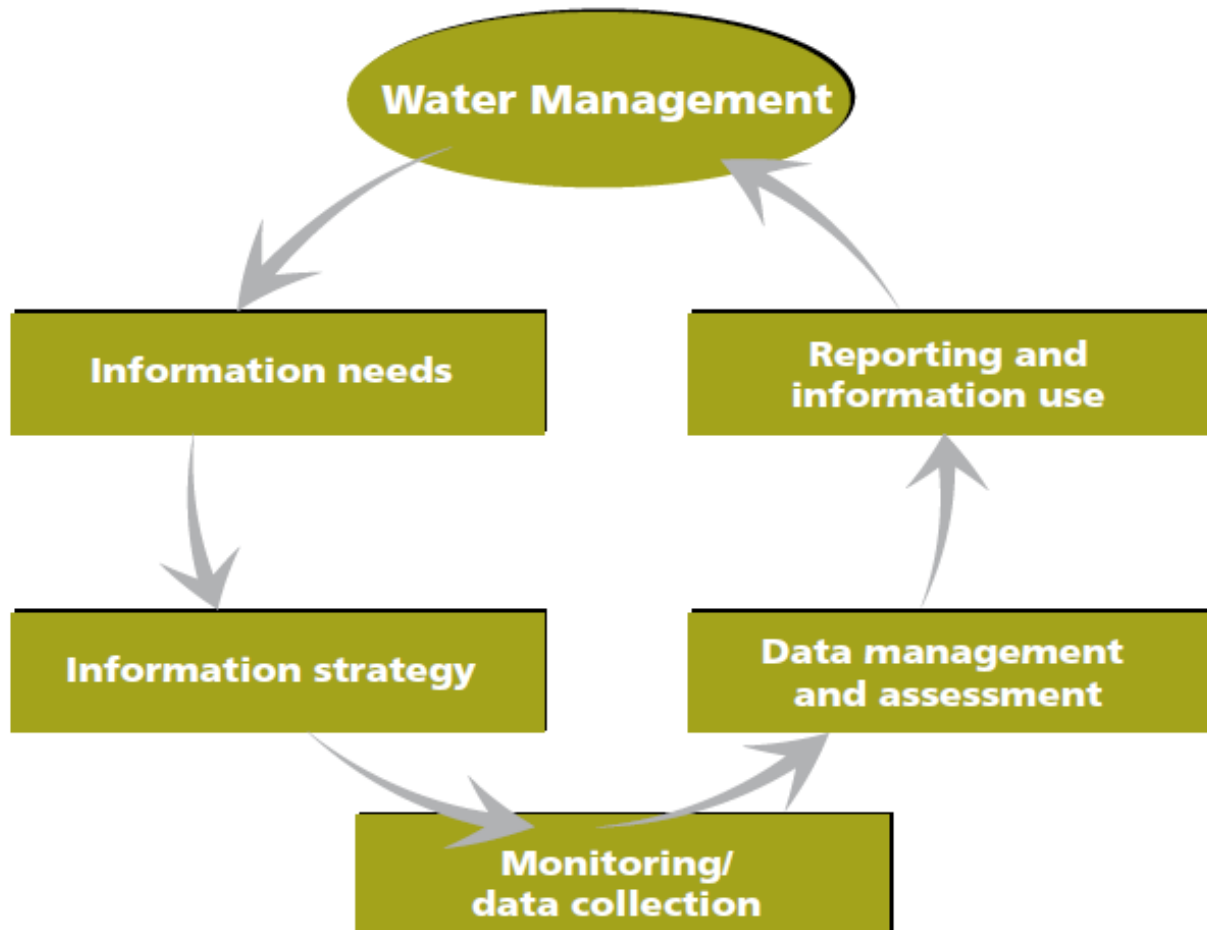 Water Management
Information needs
Reporting and
information use
Information strategy
Data management
and assessment
Monitoring/
data collection